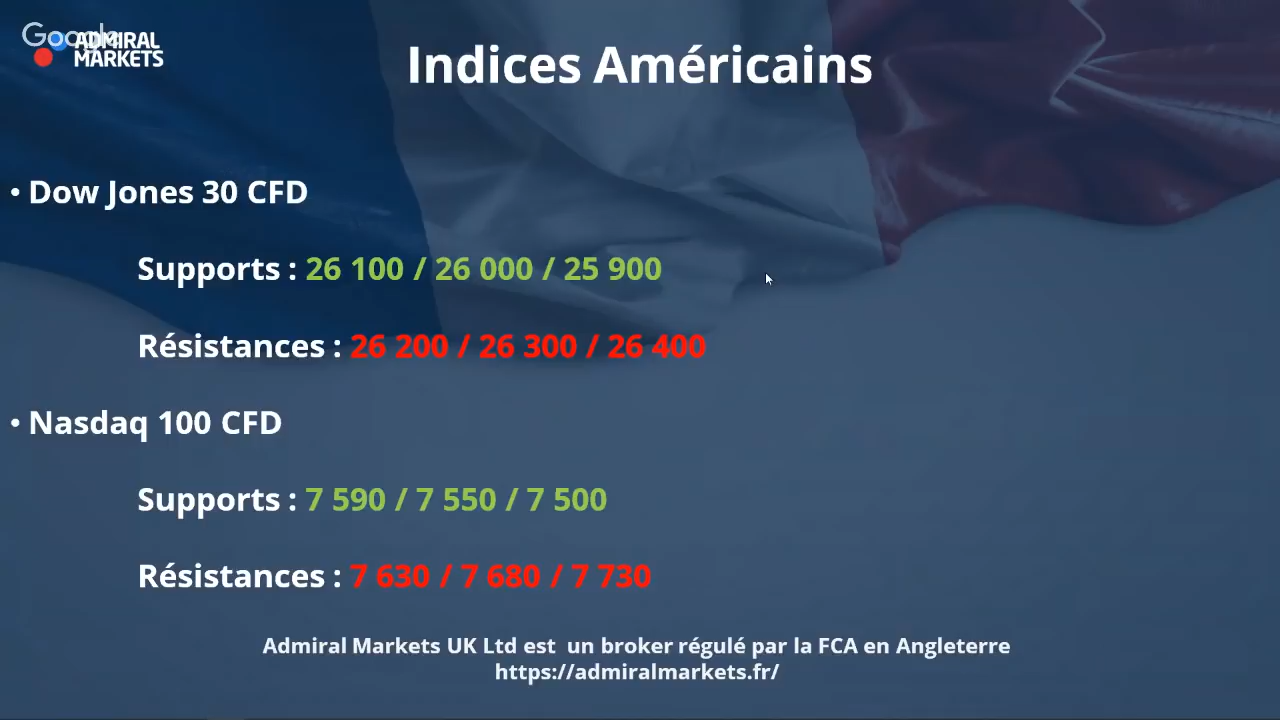 Google
ADMIRAL
MARKETS
Indices Américains
• Dow Jones 30 CFD
Supports : 26 100 / 26 000 / 25 900
Résistances : 26 200 / 26 300 / 26 400
• Nasdaq 100 CFD
Supports : 7 590 / 7 550 / 7 500
Résistances : 7 630 / 7 680 / 7 730
Admiral Markets UK Ltd est  un broker régulé par la FCA en Angleterre
https://admiralmarkets.fr/